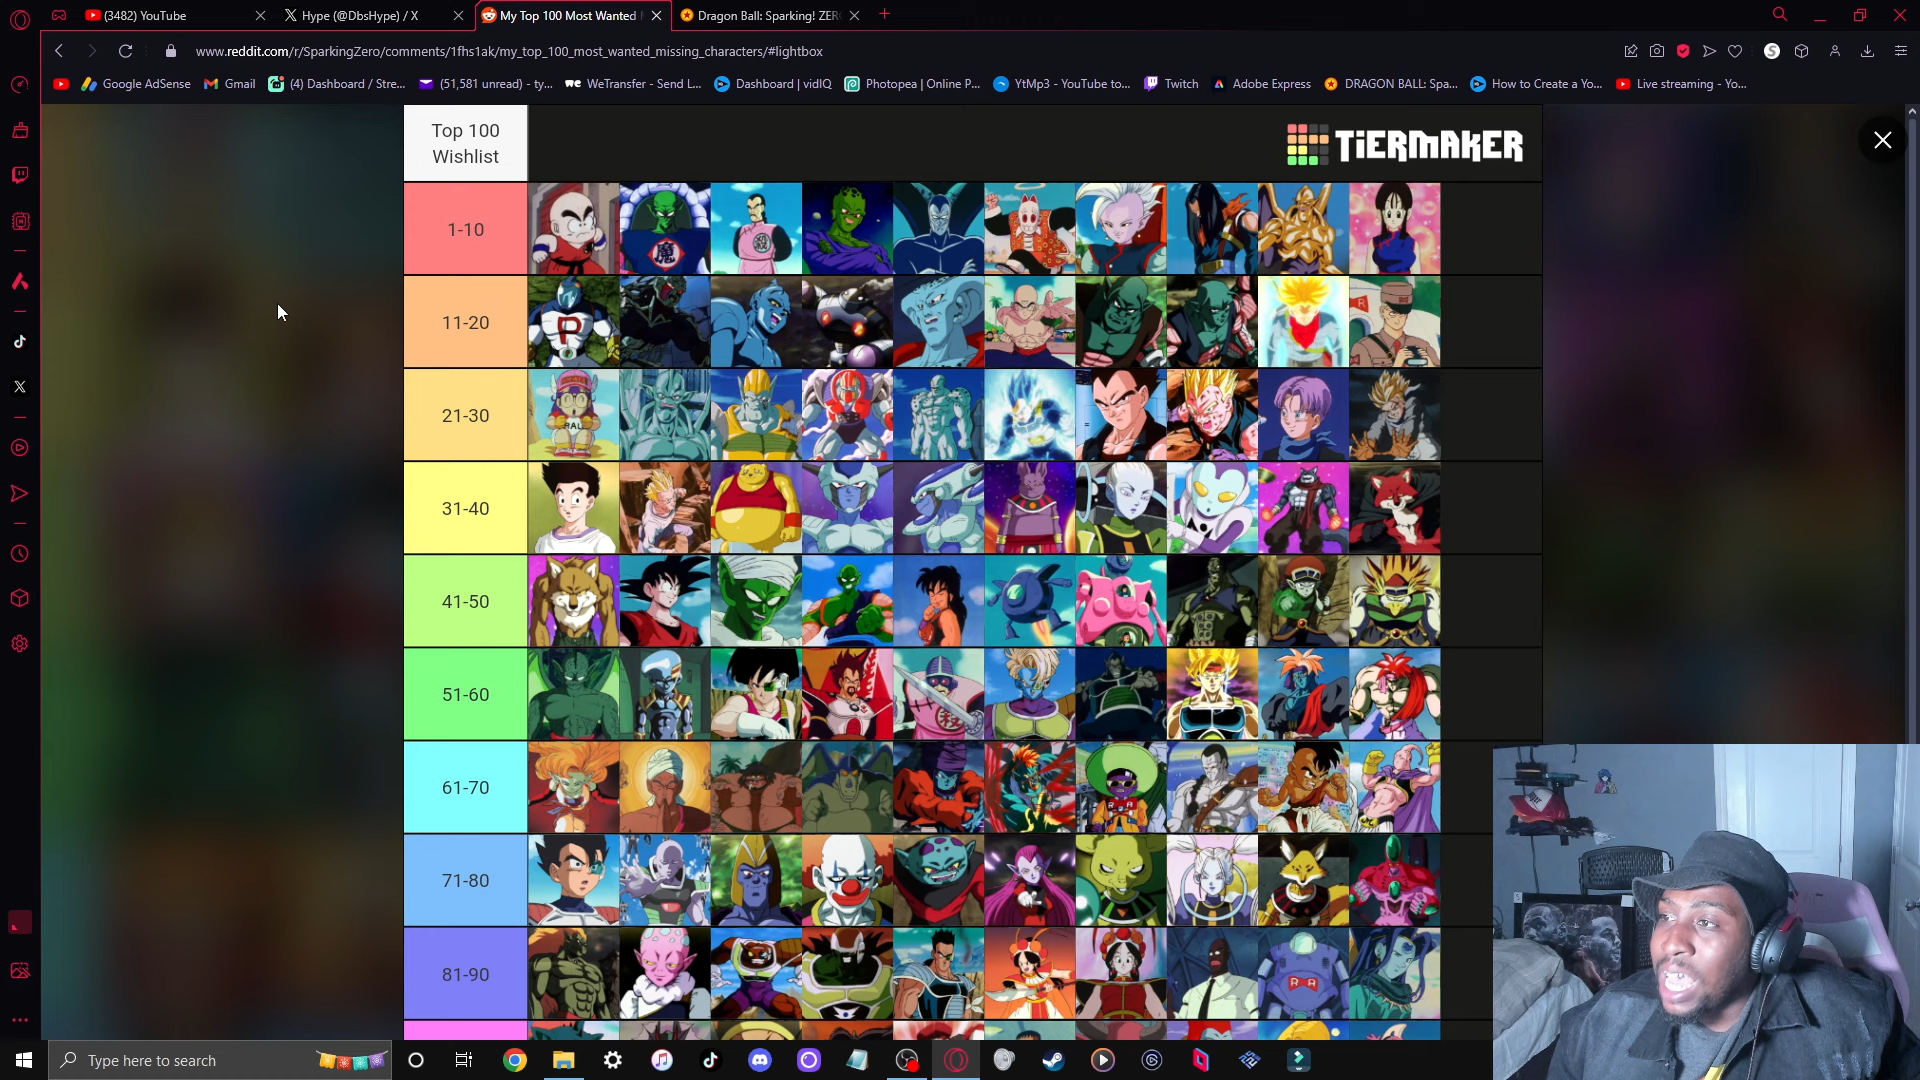 (3482) YouTube
Hype (@DbsHype) / X
My Top 100 Most Wanted
Dragon Ball: Sparking! ZER
www.reddit.com/r/SparkingZero/comments/1fhs1ak/my_top_100_most_wanted_missing_characters/#lightbox
Google AdSense
Gmail
(4) Dashboard / Stre...
(51,581 unread) - ty...
WeTransfer - Send L...
Dashboard | vidIQ
Photopea | Online P...
YtMp3 - YouTube to...
Twitch
Adobe Express
DRAGON BALL: Spa...
How to Create a Yo...
Live streaming - Yo...
Top 100
Wishlist
TiERMAKER
1-10
11-20
21-30
31-40
41-50
51-60
61-70
71-80
81-90
Type here to search